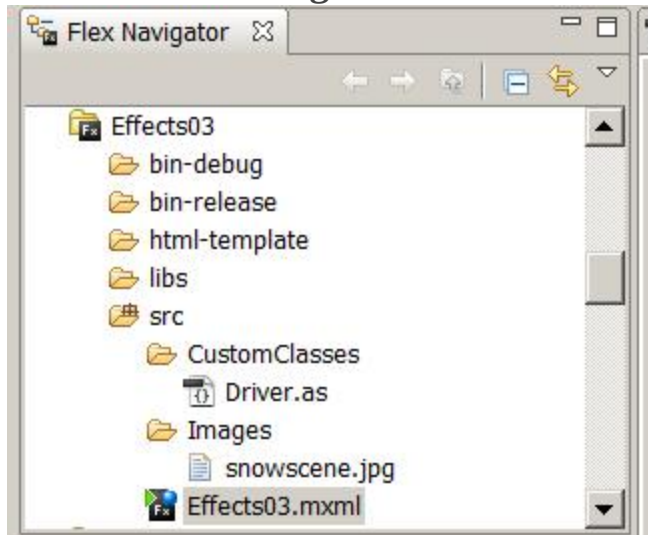 Flex Navigator
Effects03
bin-debug
bin-release
html-template
libs
src
CustomClasses
Driver.as
Images
snowscene.jpg
Effects03.mxml